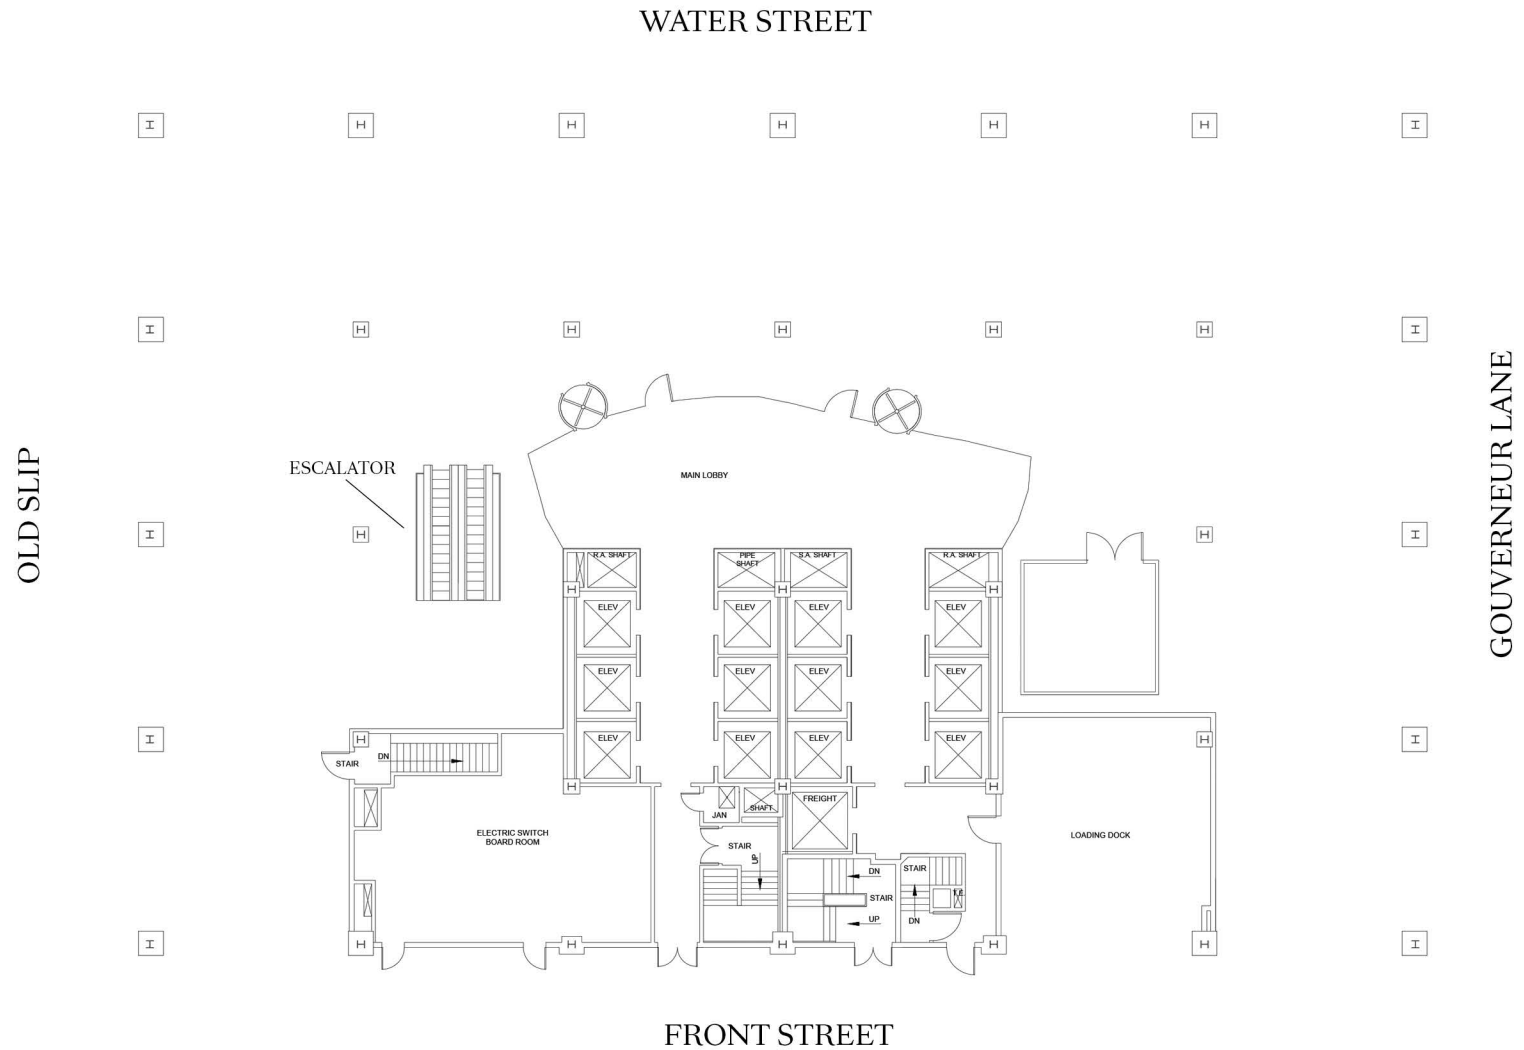 WATER STREET
OLD SLIP
GOUVERNEUR LANE
ESCALATOR
MAIN LOBBY
R.A. SHAFT
PIPE
SHAFT
S.A. SHAFT
R.A. SHAFT
ELEV
ELEV
ELEV
ELEV
ELEV
ELEV
ELEV
ELEV
ELEV
ELEV
ELEV
ELEV
STAIR
DN
FREIGHT
SHAFT
JAN
ELECTRIC SWITCH
BOARD ROOM
LOADING DOCK
STAIR
UP
DN
STAIR
UP
STAIR
DN
T.E.
FRONT STREET